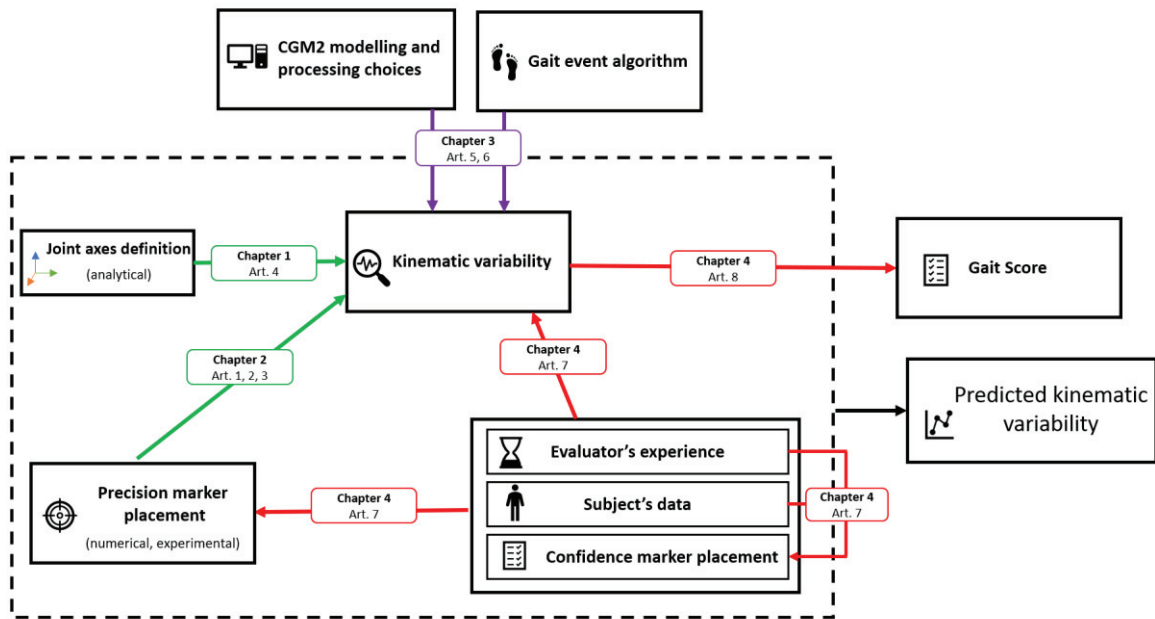 CGM2 modelling and
processing choices
Gait event algorithm
Chapter 3
Art. 5, 6
Joint axes definition
(analytical)
Chapter 1
Art. 4
Kinematic variability
Chapter 4
Art. 8
Gait Score
Chapter 2
Art. 1, 2, 3
Chapter 4
Art. 7
Predicted kinematic
variability
Precision marker
placement
(numerical, experimental)
Chapter 4
Art. 7
Evaluator's experience
Subject's data
Confidence marker placement
Chapter 4
Art. 7